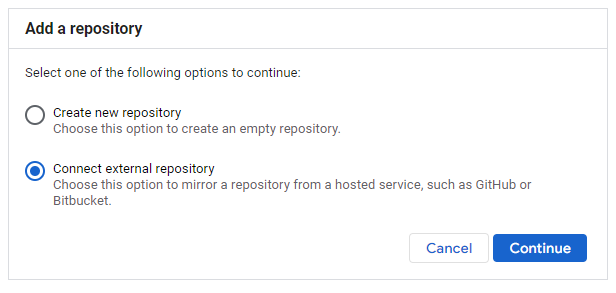 Add a repository
Select one of the following options to continue:
Create new repository
Choose this option to create an empty repository.
Connect external repository
Choose this option to mirror a repository from a hosted service, such as GitHub or
Bitbucket.
Cancel
Continue